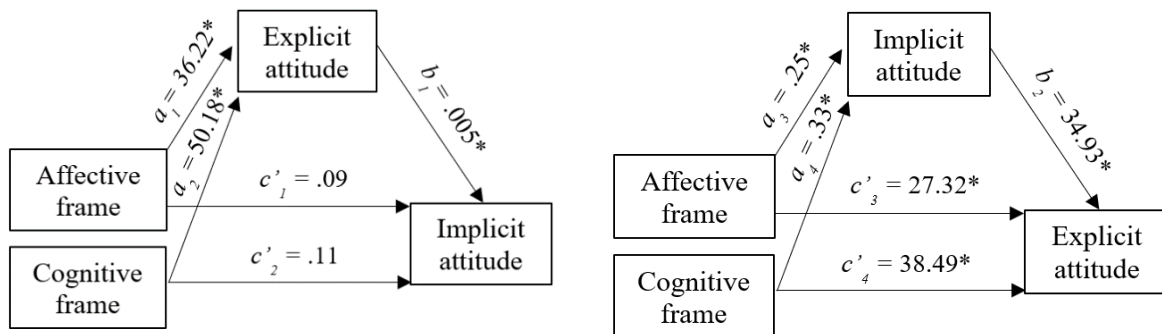 Explicit
attitude
a₁ = 36.22*
a₂ = 50.18*
b₁ = .005*
Affective
frame
c'₁ = .09
Implicit
attitude
Cognitive
frame
c'₂ = .11
Implicit
attitude
a₃ = .25*
a₄ = .33*
b₂ = 34.93*
Affective
frame
c'₃ = 27.32*
Explicit
attitude
Cognitive
frame
c'₄ = 38.49*